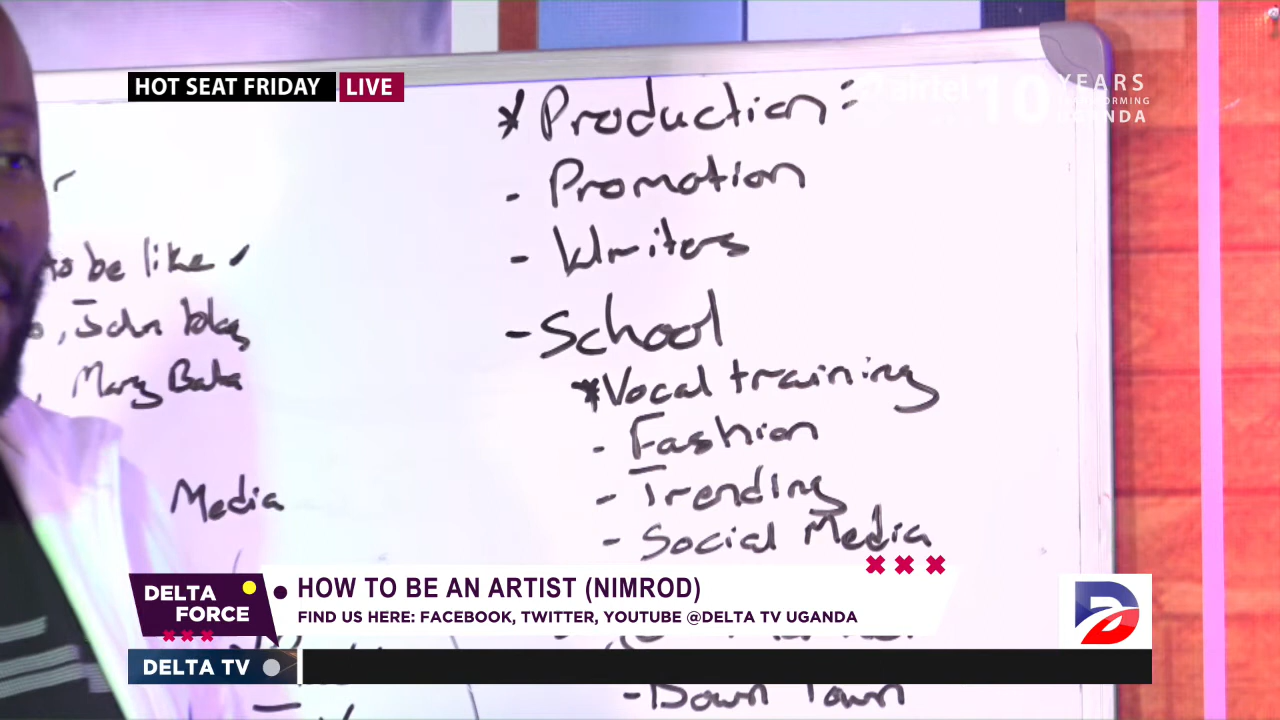 HOT SEAT FRIDAY LIVE
airtel 10 YEARS
* Production :
- Promotion
- Writers
to be like
- School
, John
, Mary
* Vocal training
- Fashion
- Trending
Media
- Social Media
DELTA FORCE
HOW TO BE AN ARTIST (NIMROD)
FIND US HERE: FACEBOOK, TWITTER, YOUTUBE @DELTA TV UGANDA
DELTA TV
- Down Town